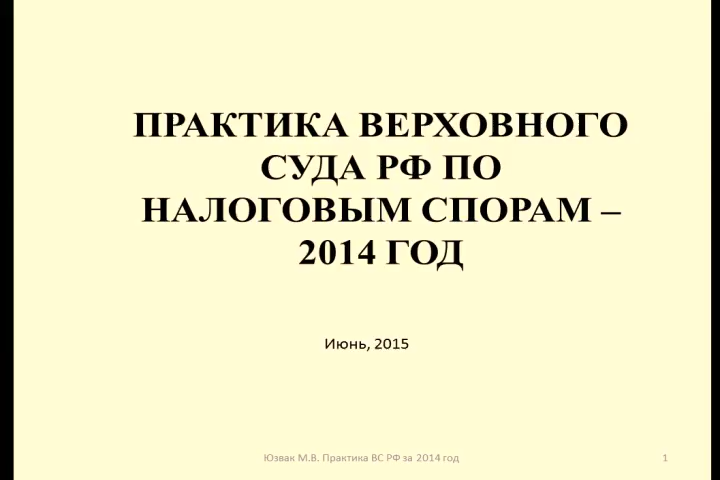 ПРАКТИКА ВЕРХОВНОГО
СУДА РФ ПО
НАЛОГОВЫМ СПОРАМ –
2014 ГОД
Июнь, 2015
Юзвак М.В. Практика ВС РФ за 2014 год
1